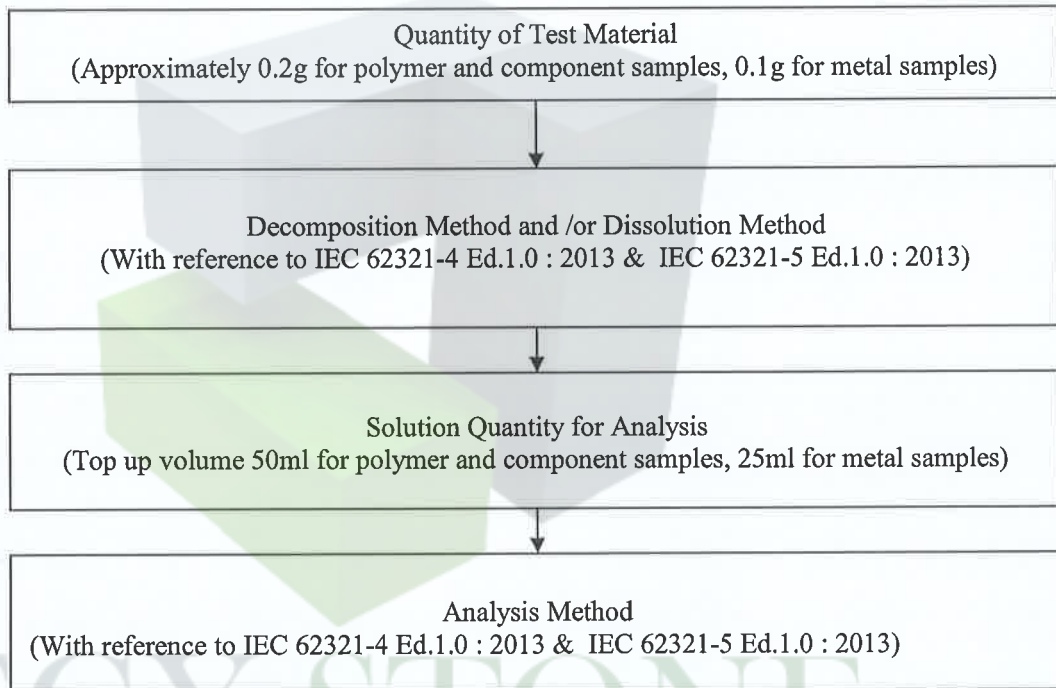 Quantity of Test Material
(Approximately 0.2g for polymer and component samples, 0.1g for metal samples)
Decomposition Method and /or Dissolution Method
(With reference to IEC 62321-4 Ed.1.0 : 2013 & IEC 62321-5 Ed.1.0 : 2013)
Solution Quantity for Analysis
(Top up volume 50ml for polymer and component samples, 25ml for metal samples)
Analysis Method
(With reference to IEC 62321-4 Ed.1.0 : 2013 & IEC 62321-5 Ed.1.0 : 2013)
STONE